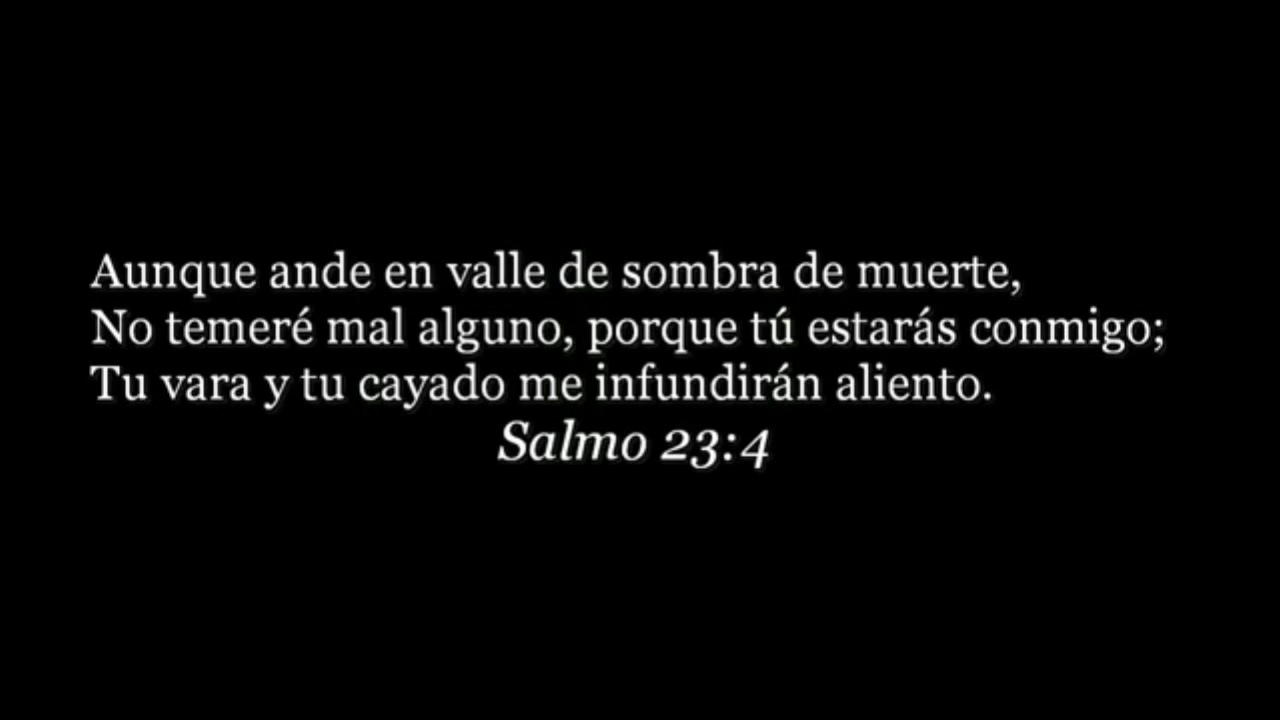 Aunque ande en valle de sombra de muerte,
No temeré mal alguno, porque tú estarás conmigo;
Tu vara y tu cayado me infundirán aliento.
Salmo 23:4